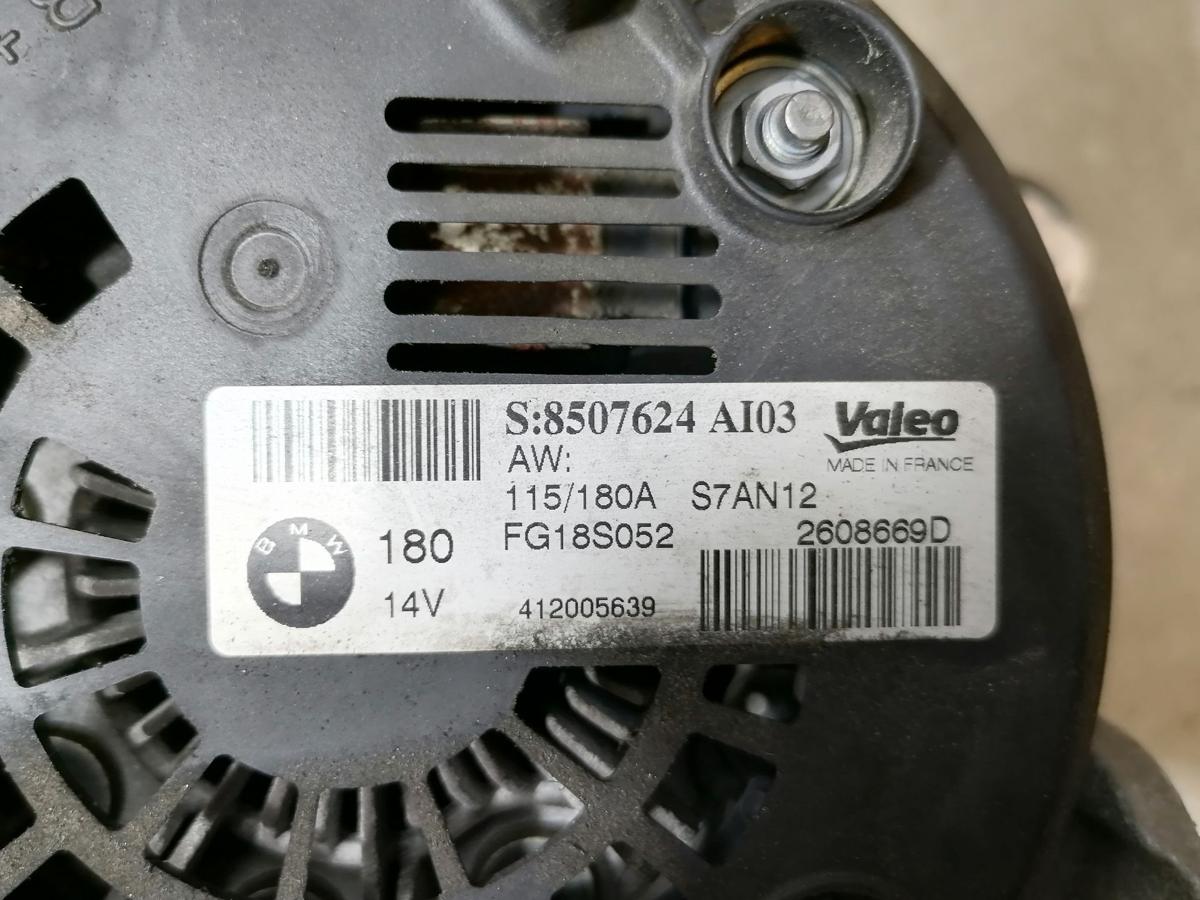 S:8507624 AI03
Valeo
MADE IN FRANCE
AW:
115/180A S7AN12
FG18S052 2608669D
BMW
180
14V
412005639